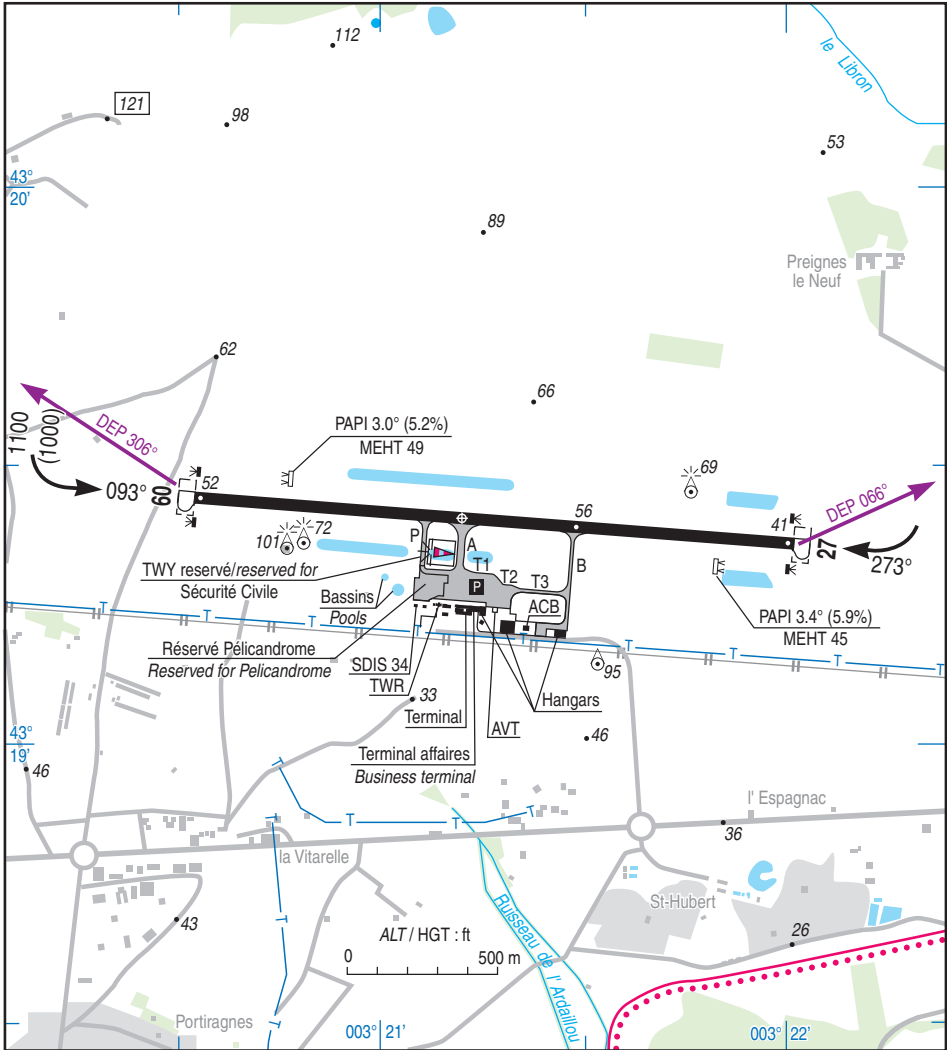 112
le Libron
121
98
53
43°
20'
89
Preignes
le Neuf
62
66
DEP 306°
1100
(1000)
PAPI 3.0° (5.2%)
MEHT 49
69
DEP 066°
093°
09
52
56
41
27
273°
101
72
P
A
B
T1
T2
T3
P
ACB
TWY reservé/reserved for
Sécurité Civile
Bassins
Pools
PAPI 3.4° (5.9%)
MEHT 45
T
T
T
T
T
T
T
Réservé Pélicandrome
Reserved for Pelicandrome
SDIS 34
TWR
95
33
Hangars
Terminal
AVT
43°
19'
46
Terminal affaires
Business terminal
46
T
T
T
T
T
T
l' Espagnac
36
la Vitarelle
St-Hubert
43
26
Ruisseau de l' Ardaillou
ALT / HGT : ft
0 500 m
Portiragnes
003° 21'
003° 22'